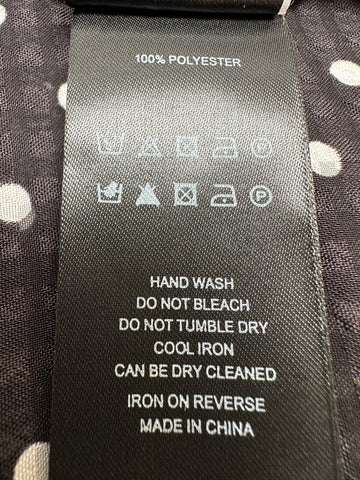 100% POLYESTER
P
P
HAND WASH
DO NOT BLEACH
DO NOT TUMBLE DRY
COOL IRON
CAN BE DRY CLEANED
IRON ON REVERSE
MADE IN CHINA